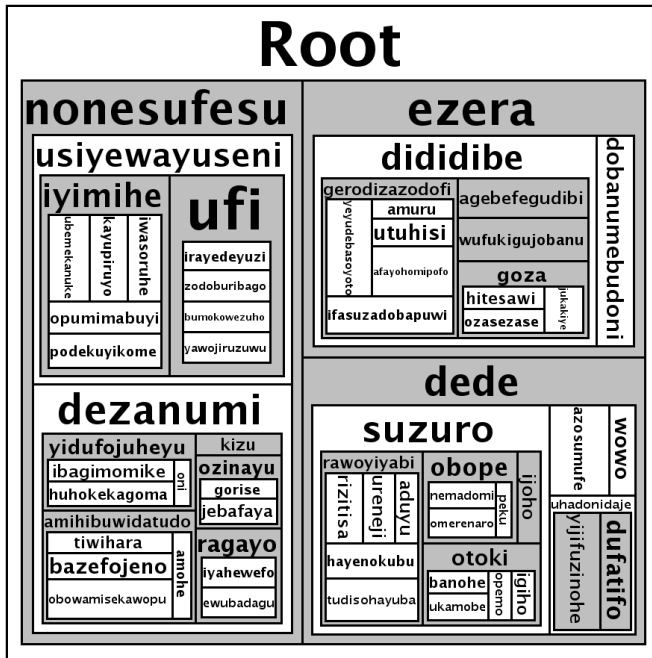 Root
nonesufesu
usiyewayuseni
iyimihe
ubemekanuke
kayupiruyo
iwasoruhe
opumimabuyi
podekuyikome
ufi
irayedeyuzi
zodoburibago
bumokowezuho
yawojiruzuwu
dezanumi
yidufojuheyu
ibagimomike
huhokekagoma
oni
amihibuwidatudo
tiwihara
bazefojeno
obowamisekawopu
amohe
kizu
ozinayu
gorise
jebafaya
ragayo
iyahewefo
ewubadagu
ezera
dididibe
gerodizazodofi
yeyudebasoyoto
amuru
utuhisi
afayohomipofo
ifasuzadobapuwi
agebefegudibi
wufukigujobanu
goza
hitesawi
ozasezase
jukakiye
dobanumebudoni
dede
suzuro
rawoyiyabi
rizitisa
ureneji
aduyu
hayenokubu
tudisohayuba
obope
nemadomi
omerenaro
peku
ijoho
otoki
banohe
ukamobe
opemo
igiho
azosumufe
wowo
uhadonidaje
yijifuzinohe
dufatifo